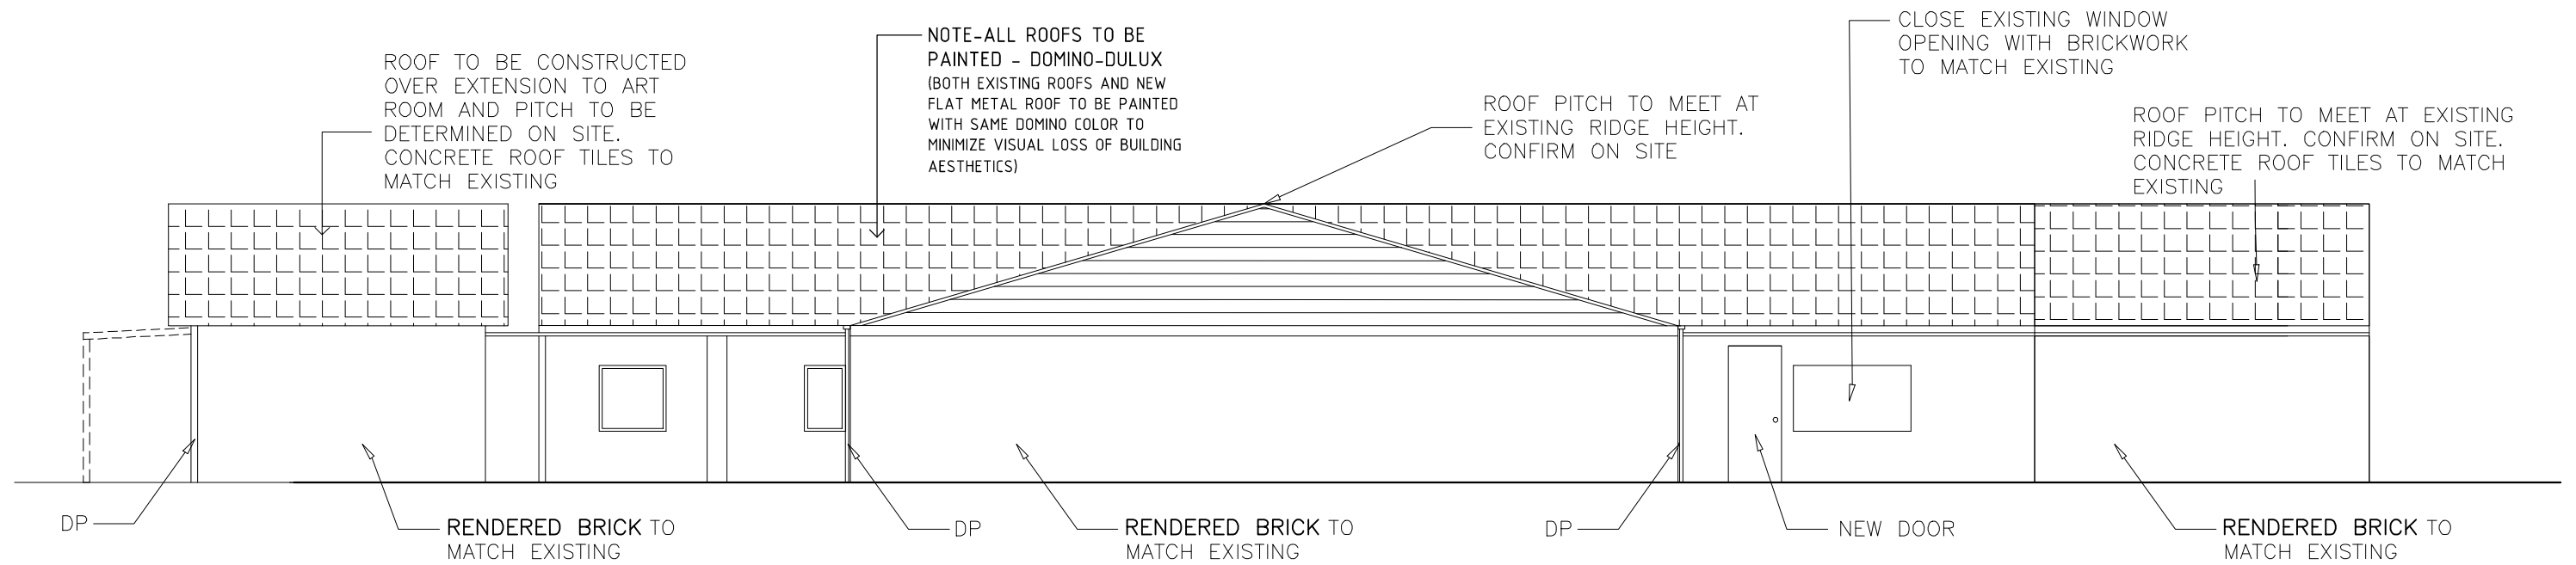 ROOF TO BE CONSTRUCTED
OVER EXTENSION TO ART
ROOM AND PITCH TO BE
DETERMINED ON SITE.
CONCRETE ROOF TILES TO
MATCH EXISTING
NOTE-ALL ROOFS TO BE
PAINTED - DOMINO-DULUX
(BOTH EXISTING ROOFS AND NEW
FLAT METAL ROOF TO BE PAINTED
WITH SAME DOMINO COLOR TO
MINIMIZE VISUAL LOSS OF BUILDING
AESTHETICS)
ROOF PITCH TO MEET AT
EXISTING RIDGE HEIGHT.
CONFIRM ON SITE
CLOSE EXISTING WINDOW
OPENING WITH BRICKWORK
TO MATCH EXISTING
ROOF PITCH TO MEET AT EXISTING
RIDGE HEIGHT. CONFIRM ON SITE.
CONCRETE ROOF TILES TO MATCH
EXISTING
DP
RENDERED BRICK TO
MATCH EXISTING
DP
RENDERED BRICK TO
MATCH EXISTING
DP
NEW DOOR
RENDERED BRICK TO
MATCH EXISTING